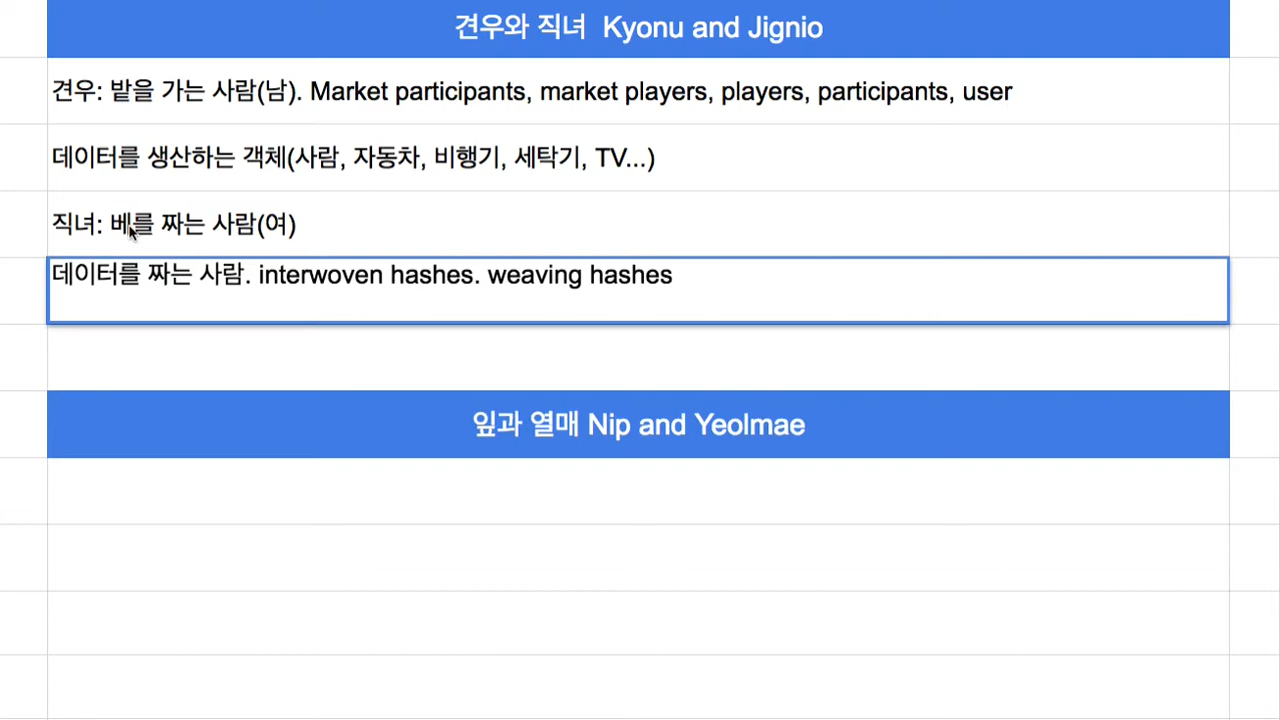 견우와 직녀 Kyonu and Jignio
견우: 밭을 가는 사람(남). Market participants, market players, players, participants, user
데이터를 생산하는 객체(사람, 자동차, 비행기, 세탁기, TV...)
직녀: 베를 짜는 사람(여)
데이터를 짜는 사람. interwoven hashes. weaving hashes
잎과 열매 Nip and Yeolmae